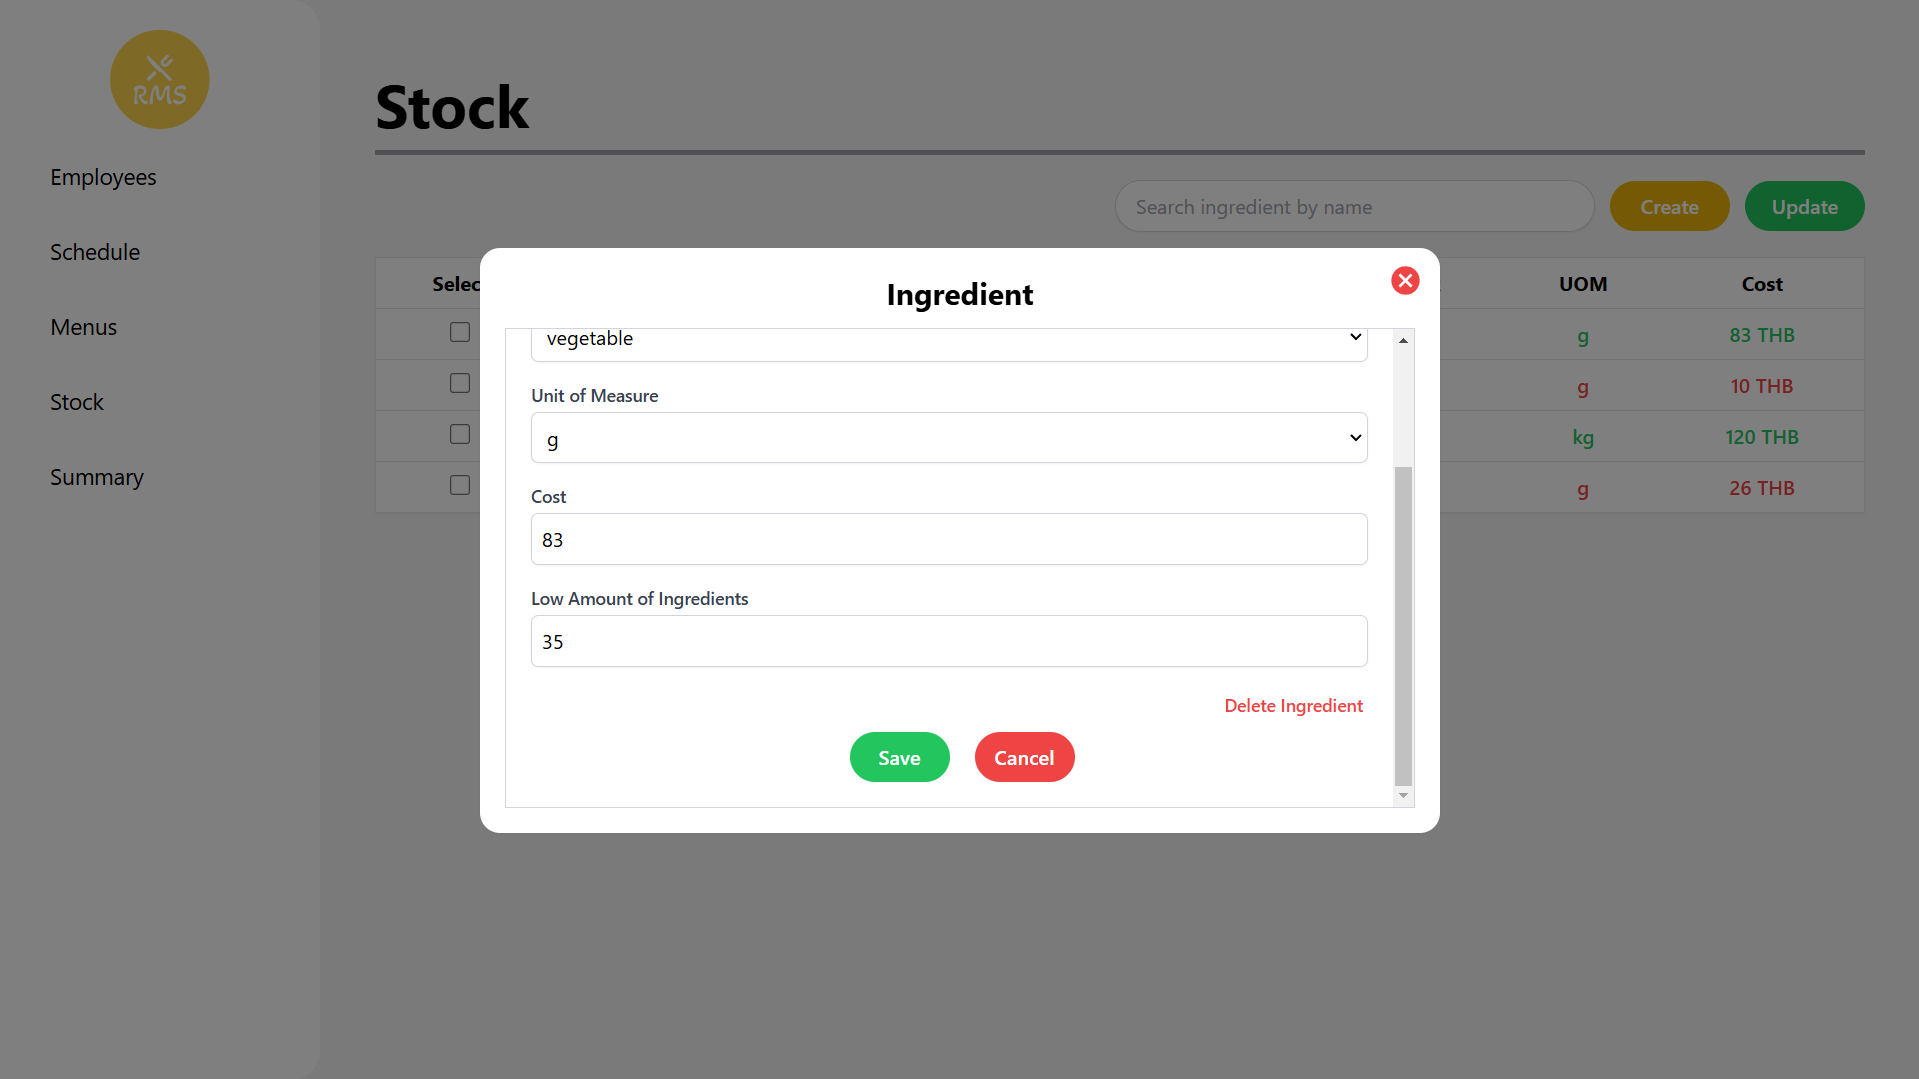 RMS
Employees
Schedule
Menus
Stock
Summary
Stock
Search ingredient by name
Create
Update
Selec
UOM
Cost
g
83 THB
g
10 THB
kg
120 THB
g
26 THB
Ingredient
vegetable
Unit of Measure
g
Cost
83
Low Amount of Ingredients
35
Delete Ingredient
Save
Cancel